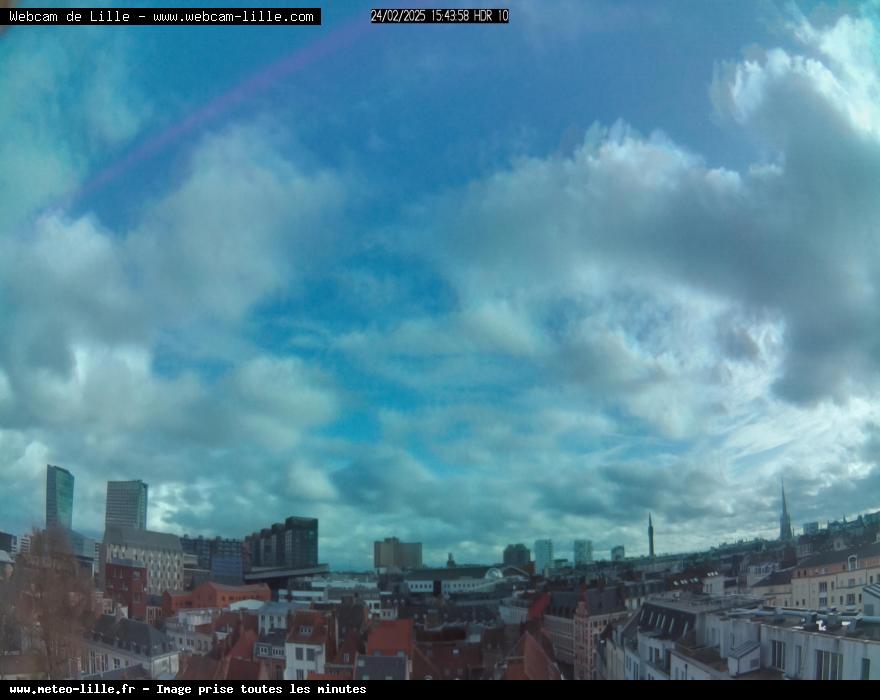 Webcam de Lille - www.webcam-lille.com
24/02/2025 15:43:58 HDR 10
www.meteo-lille.fr - Image prise toutes les minutes